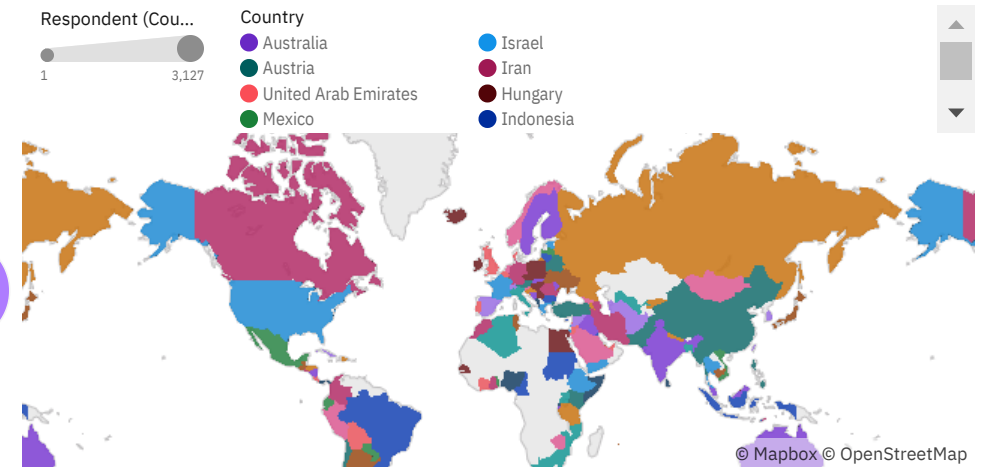 Respondent (Cou...
1
3,127
Country
Australia
Austria
United Arab Emirates
Mexico
Israel
Iran
Hungary
Indonesia
© Mapbox © OpenStreetMap